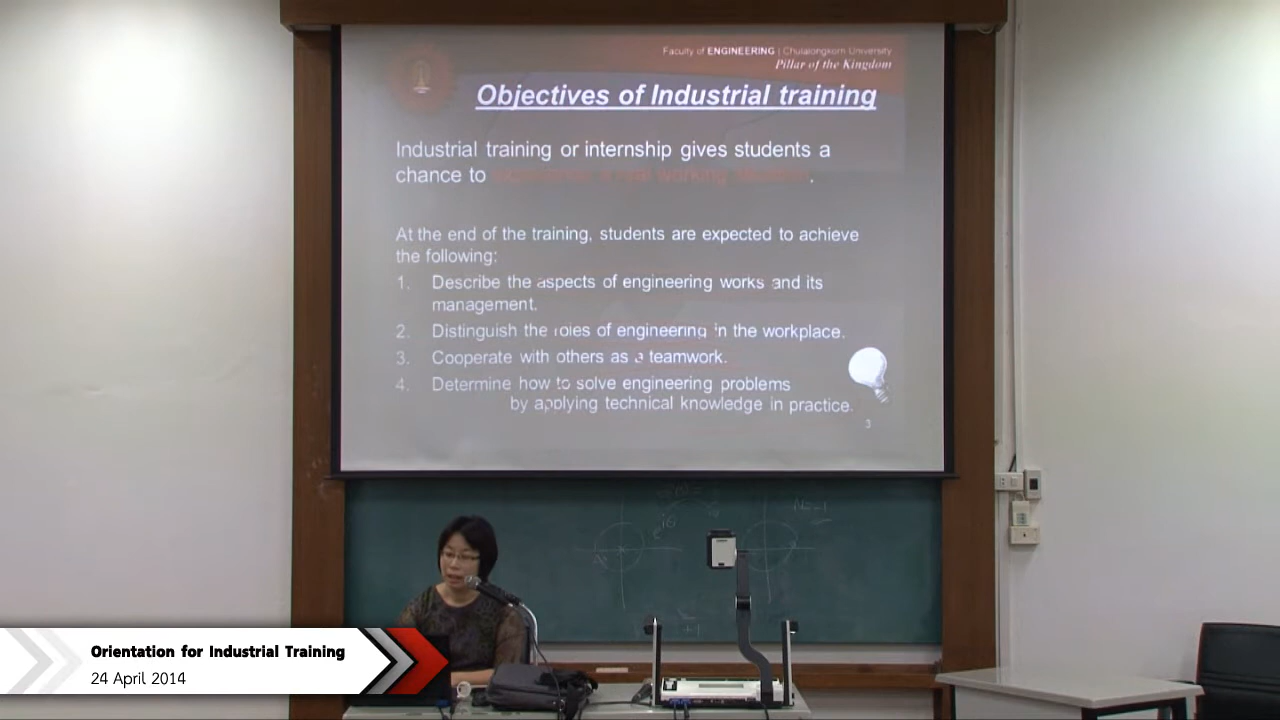 Faculty of ENGINEERING | Chulalongkorn University
Pillar of the Kingdom
Objectives of Industrial training
Industrial training or internship gives students a
chance to experience a real working situation.
At the end of the training, students are expected to achieve
the following:
1. Describe the aspects of engineering works and its
management.
2. Distinguish the roles of engineering in the workplace.
3. Cooperate with others as a teamwork.
4. Determine how to solve engineering problems
by applying technical knowledge in practice.
3
Orientation for Industrial Training
24 April 2014